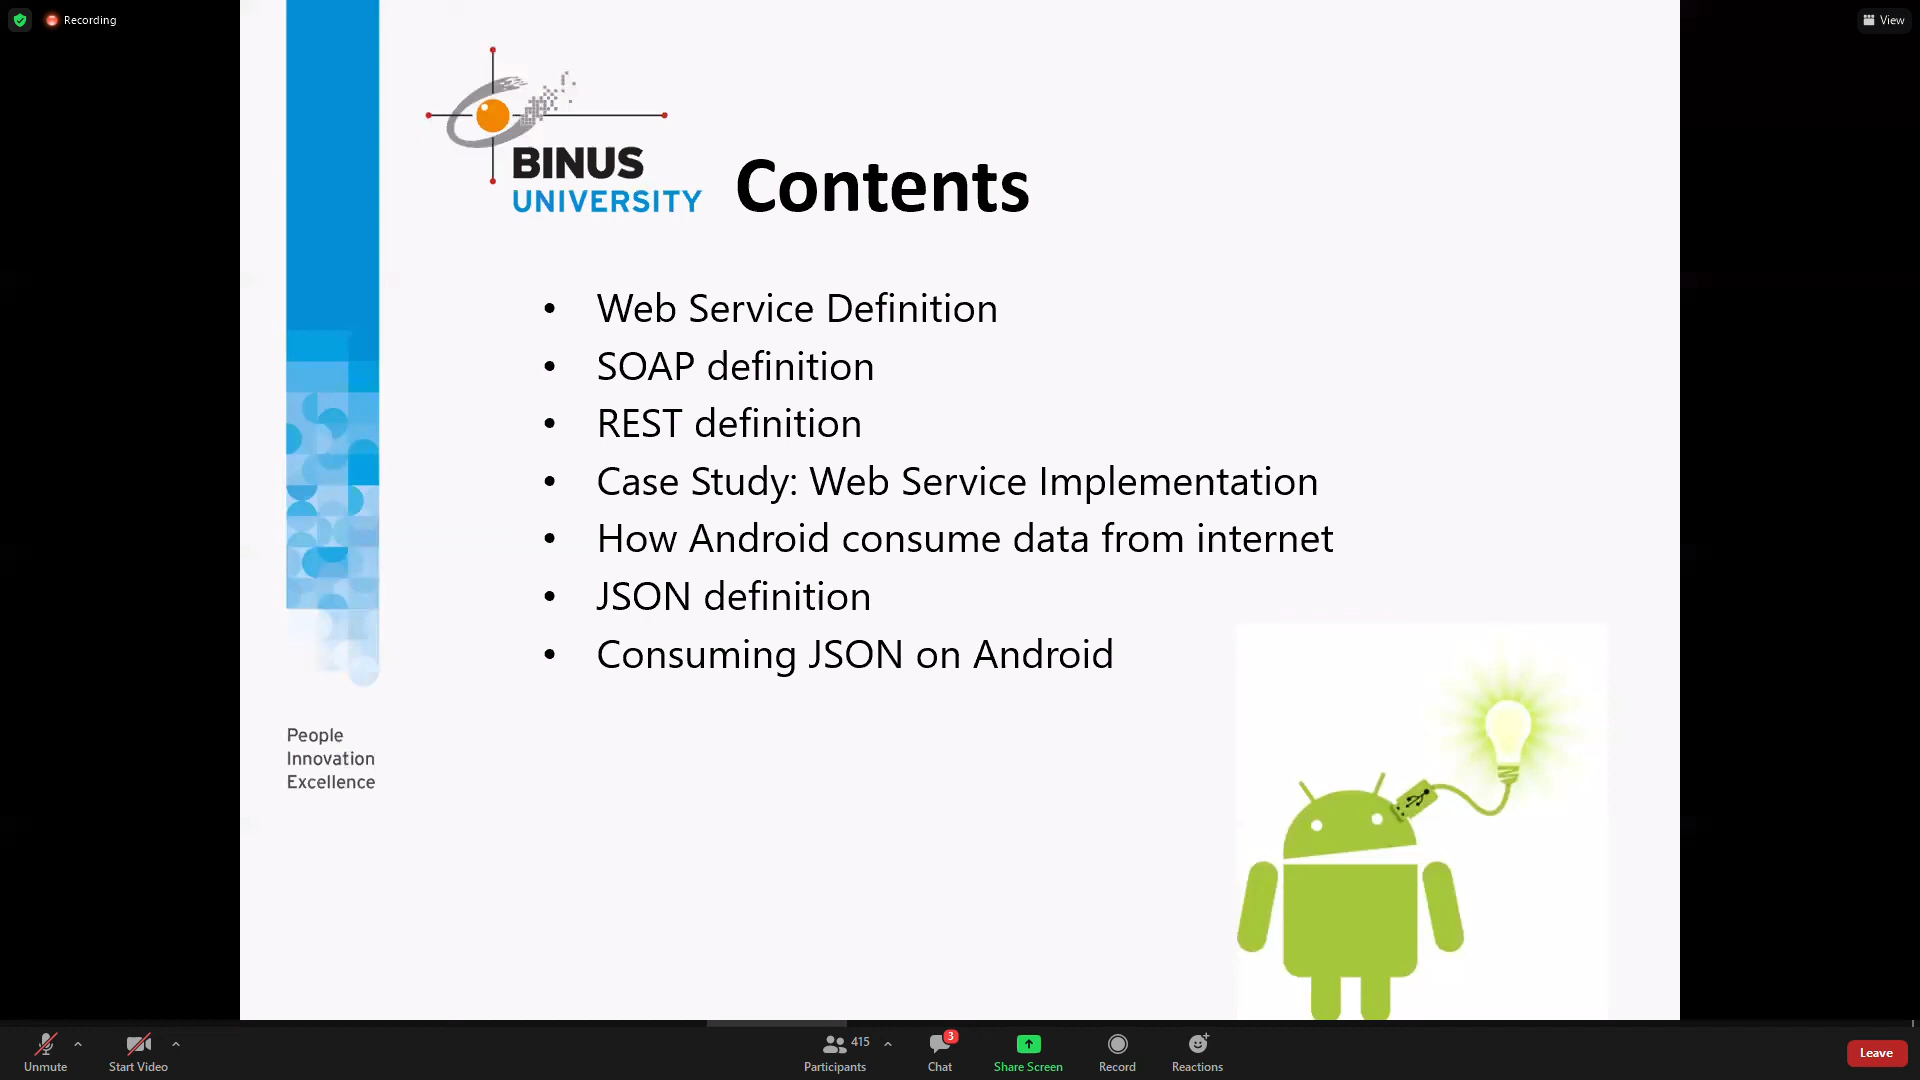 Recording
View
BINUS
UNIVERSITY
Contents
• Web Service Definition
• SOAP definition
• REST definition
• Case Study: Web Service Implementation
• How Android consume data from internet
• JSON definition
• Consuming JSON on Android
People
Innovation
Excellence
Unmute
Start Video
415
Participants
3
Chat
Share Screen
Record
Reactions
Leave